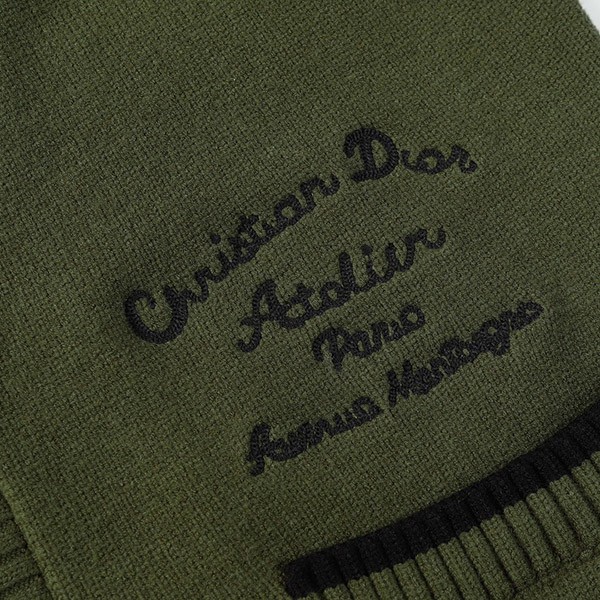 Christian Dior
Atelier
Paris
Avenue Montaigne